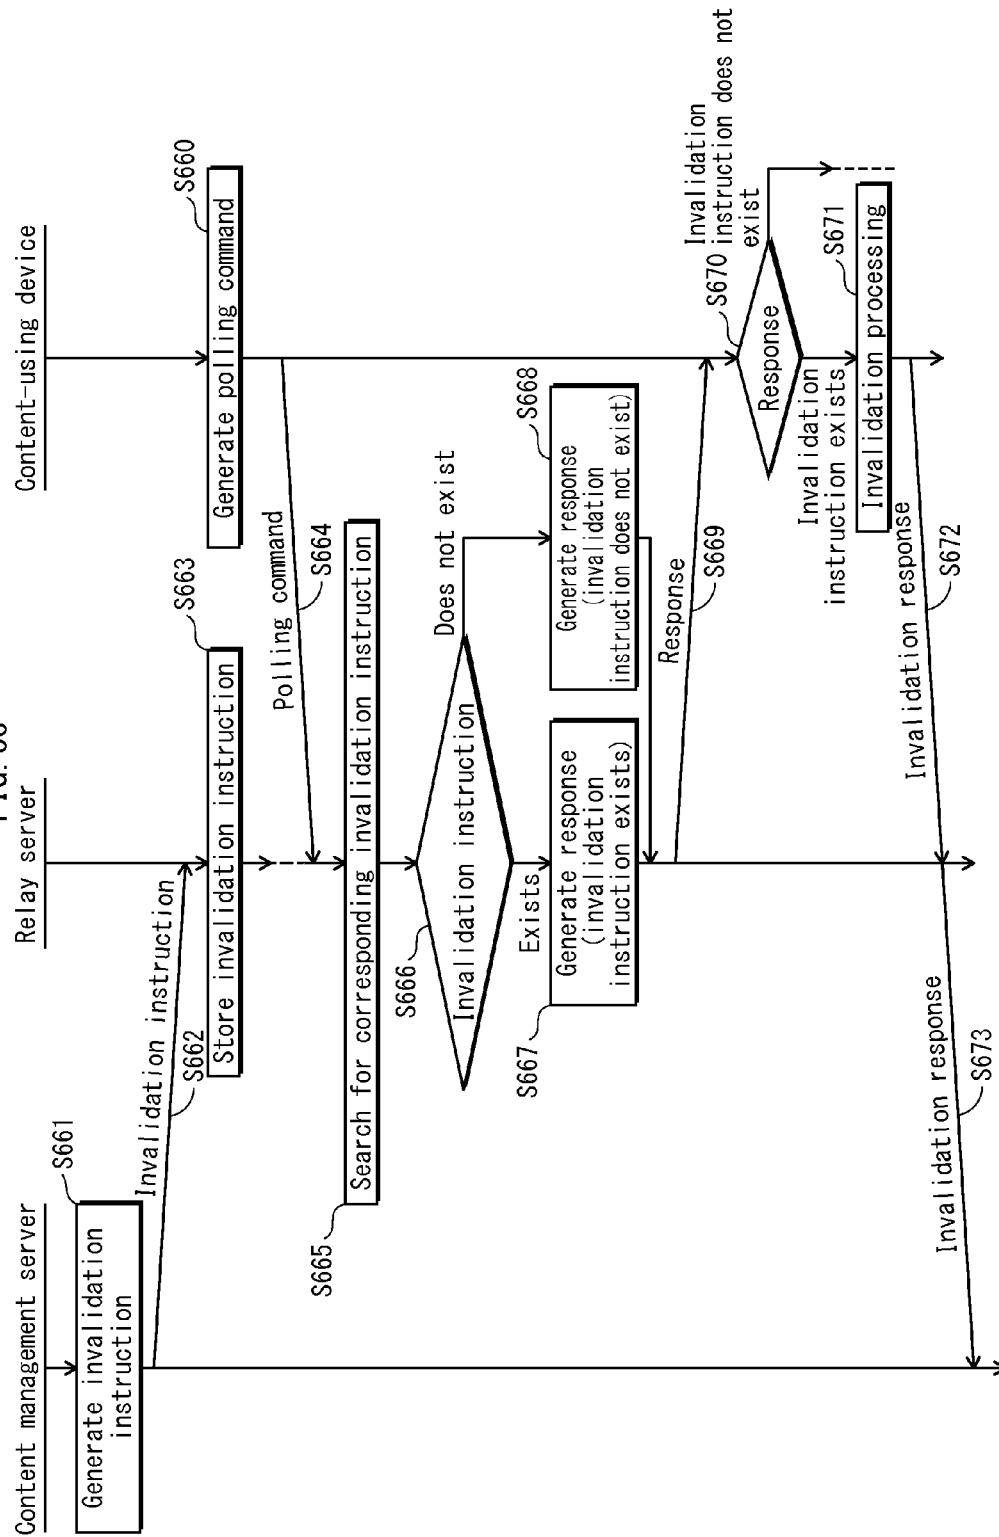 Content management server
Relay server
Content-using device
Generate invalidation
instruction
S661
Invalidation instruction
S662
Store invalidation instruction
S663
Generate polling command
S660
Polling command
S664
Search for corresponding invalidation instruction
S665
Invalidation instruction
S666
Exists
Does not exist
Generate response
(invalidation
instruction exists)
S667
Generate response
(invalidation
instruction does not exist)
S668
Response
S669
Response
S670
Invalidation
instruction does not
exist
Invalidation
instruction exists
Invalidation processing
S671
Invalidation response
S672
Invalidation response
S673